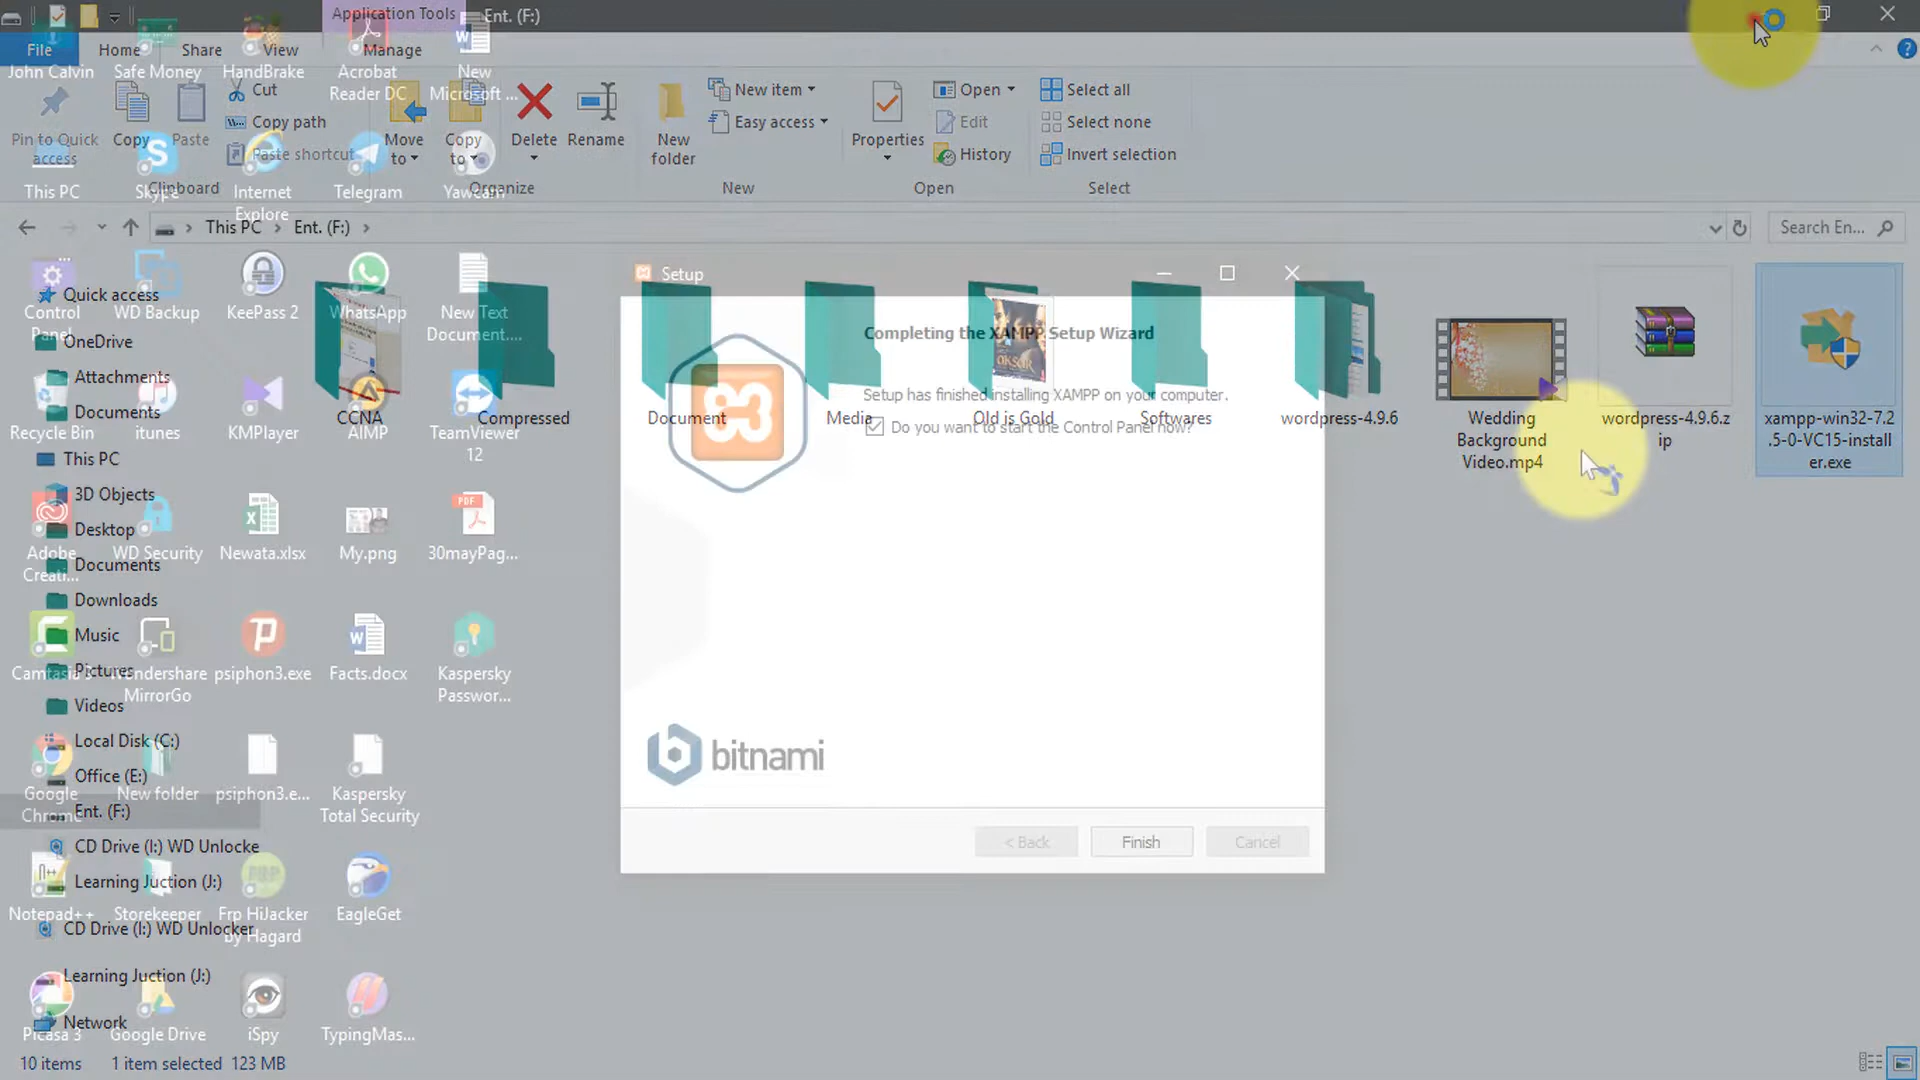 Application Tools
Ent. (F:)
File
Home
Share
View
Manage
John Calvin
Safe Money
HandBrake
Acrobat
Reader DC
New
Microsoft ...
Pin to Quick
access
Copy
Paste
Cut
Copy path
Paste shortcut
Clipboard
Move
to
Copy
to
Delete
Rename
Organize
New
folder
New item
Easy access
New
Properties
Open
Edit
History
Open
Select all
Select none
Invert selection
Select
This PC
Skype
Internet
Explore
Telegram
Yawcam
This PC
Ent. (F:)
Search En...
Control
Panel
WD Backup
KeePass 2
WhatsApp
New Text
Document....
Quick access
OneDrive
Attachments
Documents
This PC
3D Objects
Desktop
Documents
Downloads
Music
Pictures
Videos
Local Disk (C:)
Office (E:)
Ent. (F:)
CD Drive (I:) WD Unlocke
Learning Juction (J:)
CD Drive (I:) WD Unlocker
Learning Juction (J:)
Network
Recycle Bin
itunes
KMPlayer
AIMP
TeamViewer
12
CCNA
Compressed
Document
Media
Old is Gold
Softwares
wordpress-4.9.6
Wedding
Background
Video.mp4
wordpress-4.9.6.z
ip
xampp-win32-7.2
.5-0-VC15-install
er.exe
Setup
Completing the XAMPP Setup Wizard
Setup has finished installing XAMPP on your computer.
Do you want to start the Control Panel now?
bitnami
< Back
Finish
Cancel
Adobe
Creati...
WD Security
Newata.xlsx
My.png
PDF
30mayPag...
Wondershare
MirrorGo
psiphon3.exe
Facts.docx
Kaspersky
Passwor...
Google
Chrome
New folder
psiphon3.e...
Kaspersky
Total Security
Notepad++
Storekeeper
Frp HiJacker
by Hagard
EagleGet
Picasa 3
Google Drive
iSpy
TypingMas...
10 items
1 item selected
123 MB